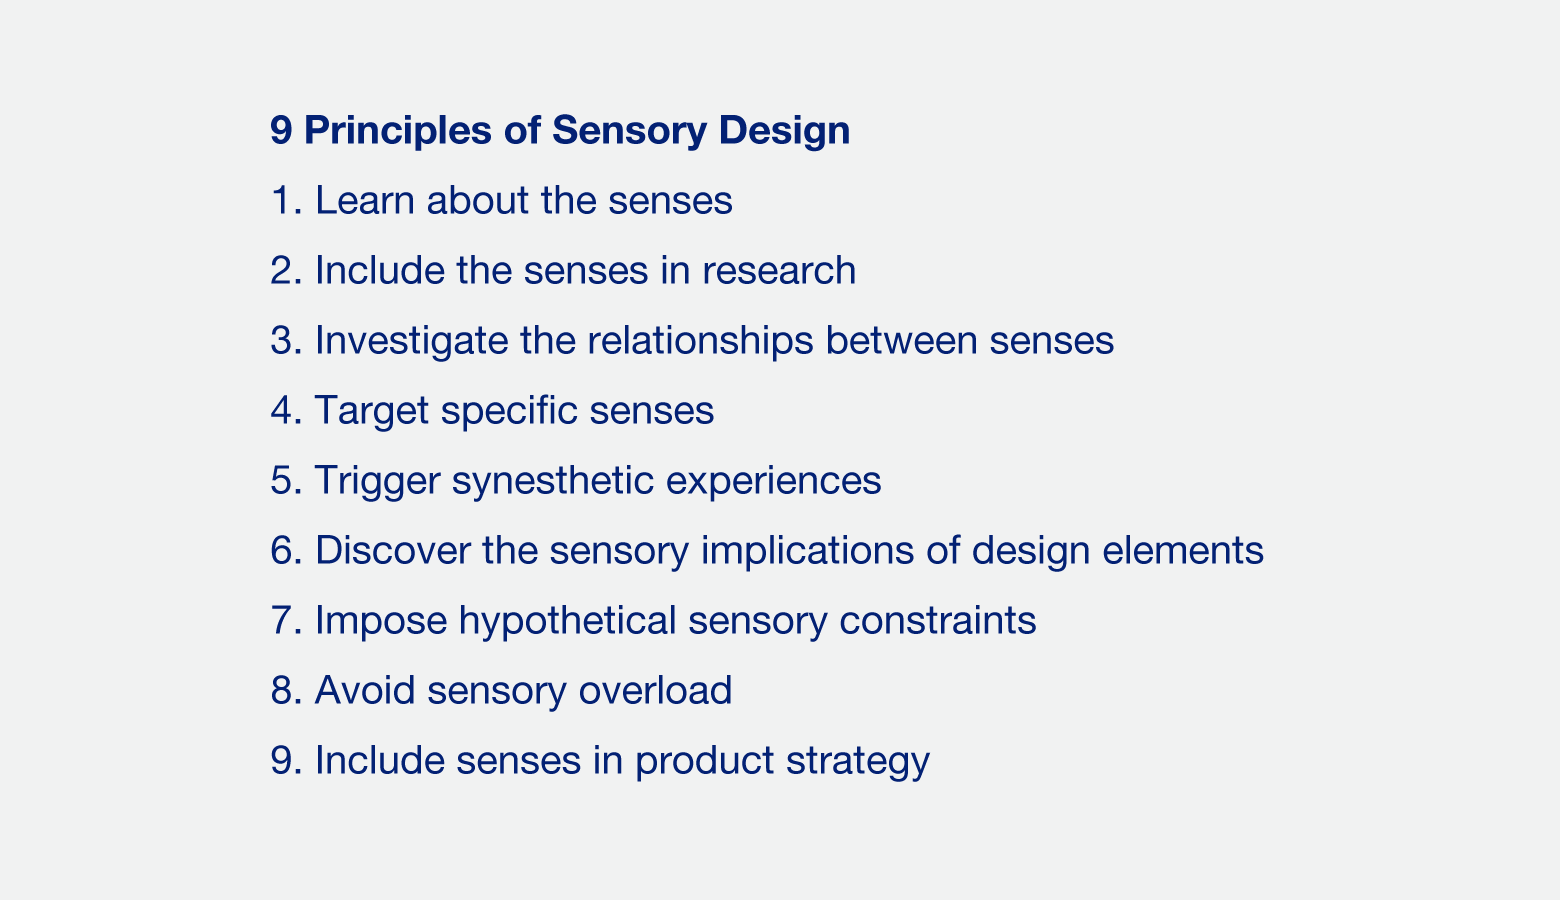 9 Principles of Sensory Design
1. Learn about the senses
2. Include the senses in research
3. Investigate the relationships between senses
4. Target specific senses
5. Trigger synesthetic experiences
6. Discover the sensory implications of design elements
7. Impose hypothetical sensory constraints
8. Avoid sensory overload
9. Include senses in product strategy